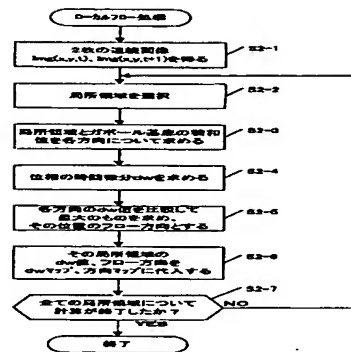 ローカルフロー処理
2枚の連続画像
Img(x,y,t)、Img(x,y,t+1)を得る
S2-1
局所領域を選択
S2-2
局所領域とガボール基底の積和
値を各方向について求める
S2-3
位相の時間微分dwを求める
S2-4
各方向のdw値を比較して
最大のものを求め、
その位置のフロー方向とする
S2-5
その局所領域の
dw値、フロー方向を
dwマップ、方向マップに代入する
S2-6
全ての局所領域について
計算が終了したか?
S2-7
NO
YES
終了